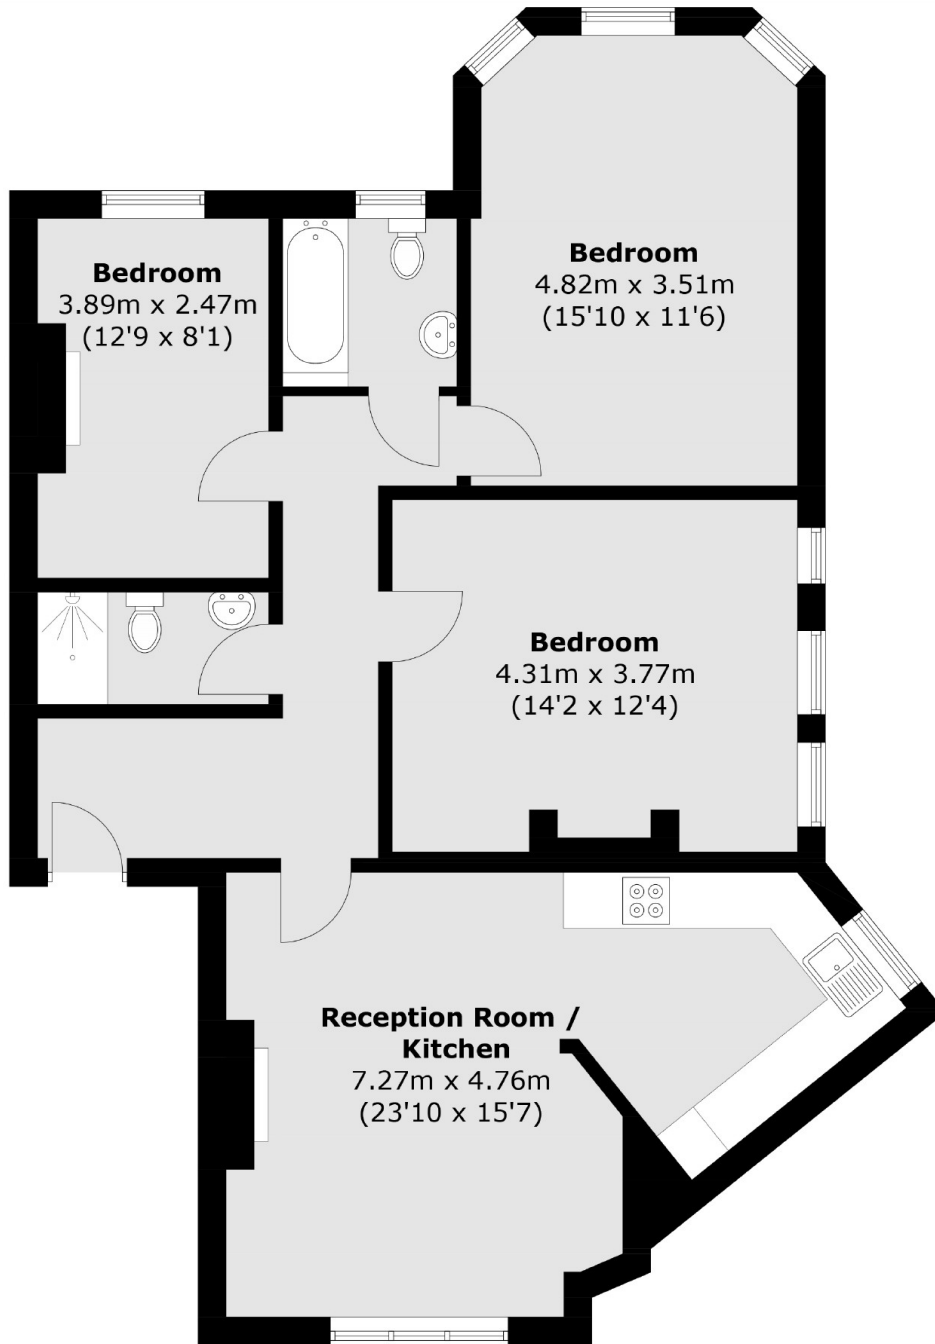 Bedroom
3.89m x 2.47m
(12'9 x 8'1)
Bedroom
4.82m x 3.51m
(15'10 x 11'6)
Bedroom
4.31m x 3.77m
(14'2 x 12'4)
Reception Room /
Kitchen
7.27m x 4.76m
(23'10 x 15'7)